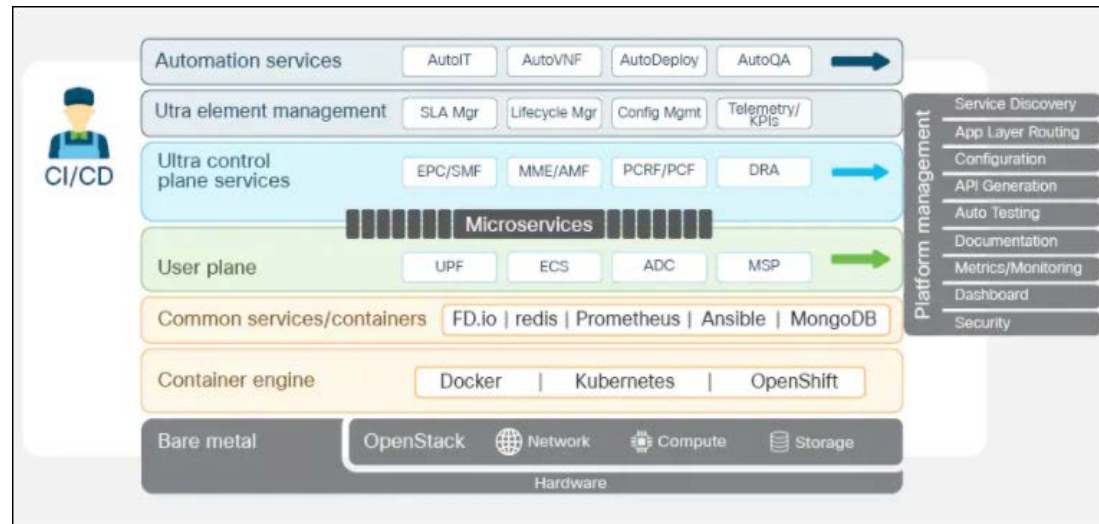 Automation services AutoIT AutoVNF AutoDeploy AutoQA
Utra element management SLA Mgr Lifecycle Mgr Config Mgmt Telemetry/
KPIs
CI/CD
Ultra control
plane services EPC/SMF MME/AMF PCRF/PCF DRA
Microservices
User plane UPF ECS ADC MSP
Common services/containers FD.io | redis | Prometheus | Ansible | MongoDB
Container engine Docker | Kubernetes | OpenShift
Bare metal OpenStack Network Compute Storage
Hardware
Platform management
Service Discovery
App Layer Routing
Configuration
API Generation
Auto Testing
Documentation
Metrics/Monitoring
Dashboard
Security